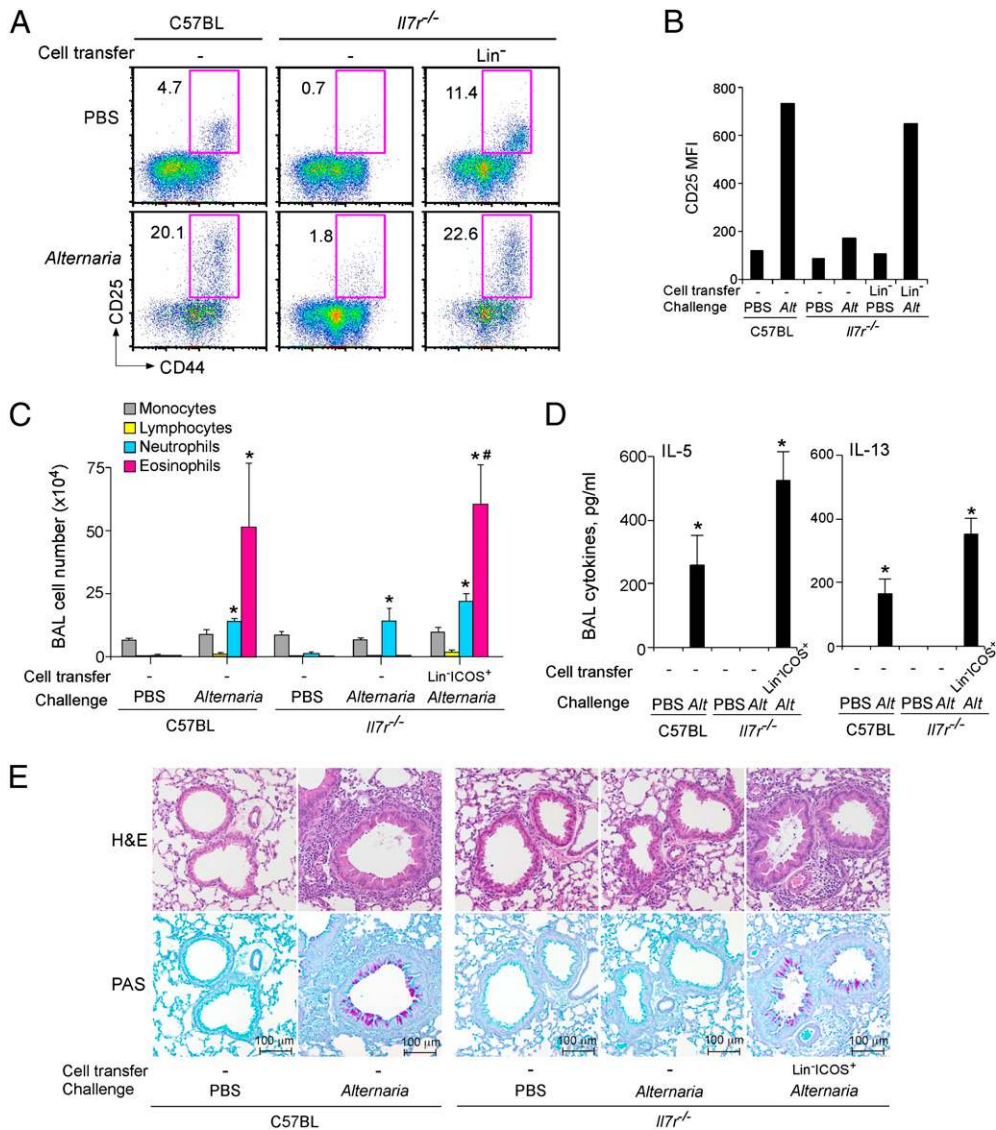 A
C57BL
Il7r-/-
Cell transfer - - Lin-
PBS
4.7
0.7
11.4
Alternaria
20.1
1.8
22.6
CD25
CD44
B
CD25 MFI
800
600
400
200
0
Cell transfer - - - - Lin- Lin-
Challenge PBS Alt PBS Alt PBS Alt
C57BL Il7r-/-
C
Monocytes
Lymphocytes
Neutrophils
Eosinophils
BAL cell number (x10⁴)
75
50
25
0
* * * * * #
Cell transfer - - - - Lin-ICOS+
Challenge PBS Alternaria PBS Alternaria Alternaria
C57BL Il7r-/-
D
BAL cytokines, pg/ml
IL-5
600
400
200
0
* *
Cell transfer - - - - Lin-ICOS+
Challenge PBS Alt PBS Alt Alt
C57BL Il7r-/-
IL-13
600
400
200
0
* *
- - - - Lin-ICOS+
PBS Alt PBS Alt Alt
C57BL Il7r-/-
E
H&E
PAS
100 µm 100 µm 100 µm 100 µm 100 µm
Cell transfer - - - - Lin-ICOS+
Challenge PBS Alternaria PBS Alternaria Alternaria
C57BL Il7r-/-